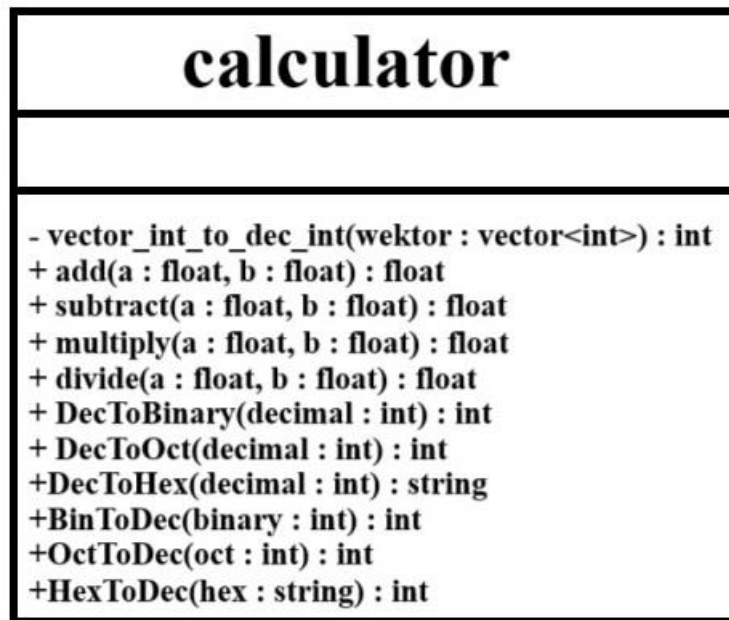 calculator
- vector_int_to_dec_int(wektor : vector<int>) : int
+ add(a : float, b : float) : float
+ subtract(a : float, b : float) : float
+ multiply(a : float, b : float) : float
+ divide(a : float, b : float) : float
+ DecToBinary(decimal : int) : int
+ DecToOct(decimal : int) : int
+DecToHex(decimal : int) : string
+BinToDec(binary : int) : int
+OctToDec(oct : int) : int
+HexToDec(hex : string) : int